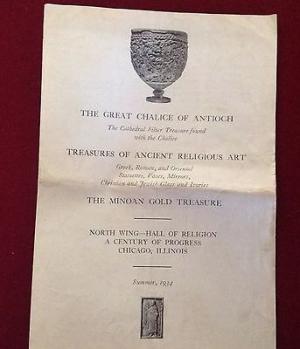 THE GREAT CHALICE OF ANTIOCH
The Cathedral Silver Treasure found
with the Chalice
TREASURES OF ANCIENT RELIGIOUS ART
Greek, Roman, and Oriental
Statuettes, Vases, Mirrors,
Christian and Jewish Glass and Ivories
THE MINOAN GOLD TREASURE
NORTH WING—HALL OF RELIGION
A CENTURY OF PROGRESS
CHICAGO, ILLINOIS
Summer, 1934